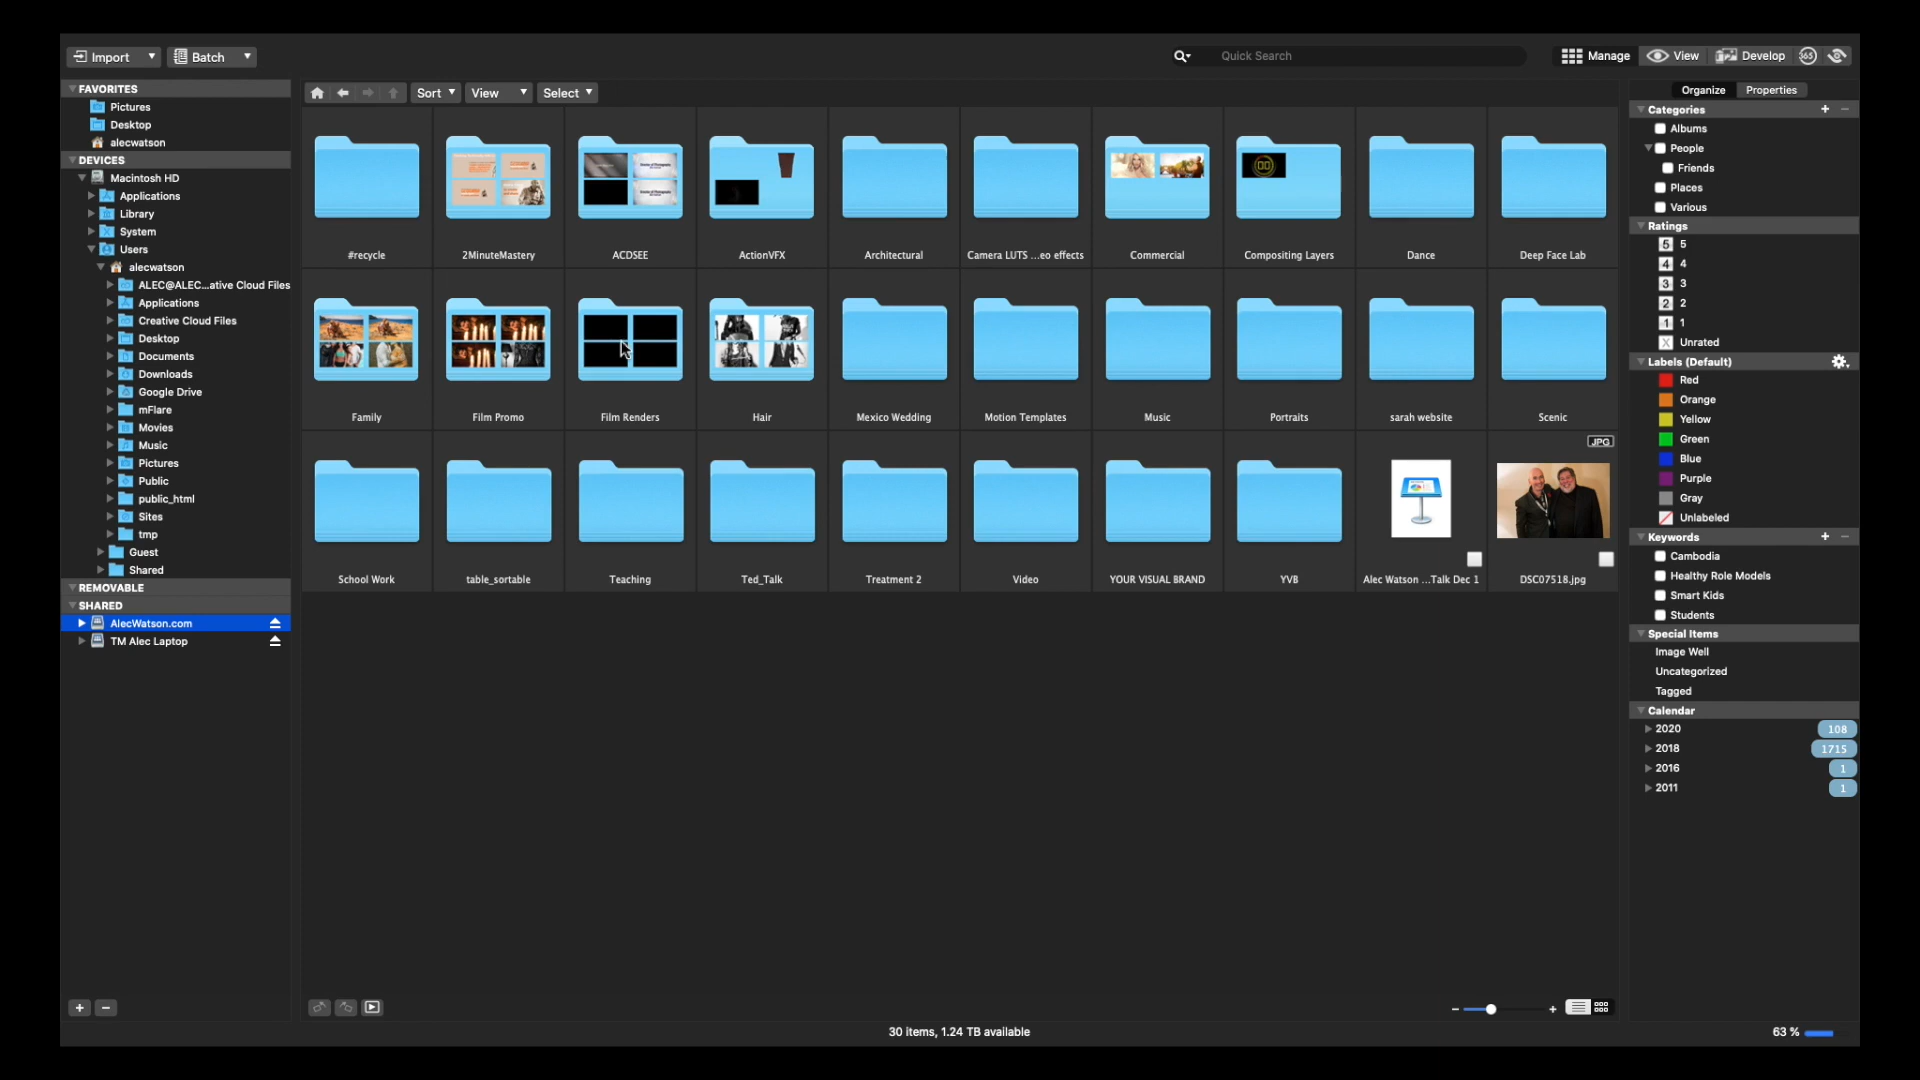 Import
Batch
Quick Search
Manage
View
Develop
365
FAVORITES
Pictures
Desktop
alecwatson
DEVICES
Macintosh HD
Applications
Library
System
Users
alecwatson
ALEC@ALEC...ative Cloud Files
Applications
Creative Cloud Files
Desktop
Documents
Downloads
Google Drive
mFlare
Movies
Music
Pictures
Public
public_html
Sites
tmp
Guest
Shared
REMOVABLE
SHARED
AlecWatson.com
TM Alec Laptop
Sort
View
Select
#recycle
2MinuteMastery
ACDSEE
ActionVFX
Architectural
Camera LUTS ...eo effects
Commercial
Compositing Layers
Dance
Deep Face Lab
Family
Film Promo
Film Renders
Hair
Mexico Wedding
Motion Templates
Music
Portraits
sarah website
Scenic
JPG
School Work
table_sortable
Teaching
Ted_Talk
Treatment 2
Video
YOUR VISUAL BRAND
YVB
Alec Watson ...Talk Dec 1
DSC07518.jpg
30 items, 1.24 TB available
Organize
Properties
Categories
Albums
People
Friends
Places
Various
Ratings
5 5
4 4
3 3
2 2
1 1
X Unrated
Labels (Default)
Red
Orange
Yellow
Green
Blue
Purple
Gray
Unlabeled
Keywords
Cambodia
Healthy Role Models
Smart Kids
Students
Special Items
Image Well
Uncategorized
Tagged
Calendar
2020 108
2018 1715
2016 1
2011 1
63 %